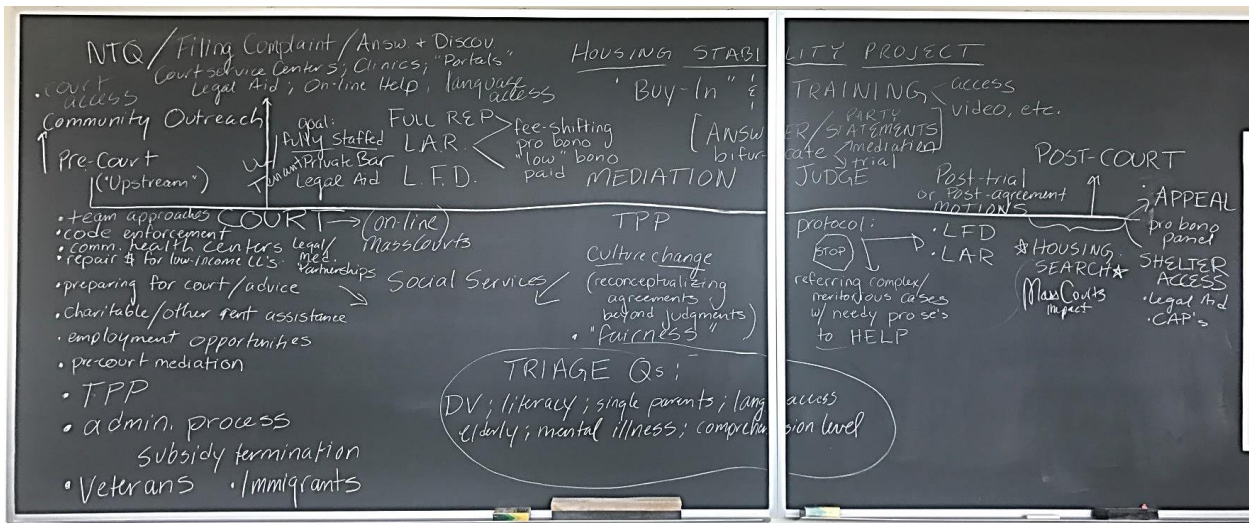 NTQ / Filing Complaint / Answ. + Discov
Court service Centers; Clinics; "Portals"
Legal Aid; On-line Help; language access
• court access
Community Outreach
Pre-Court
("Upstream")
goal:
Fully Staffed
Tenant
Private Bar
Legal Aid
FULL REP
L.A.R.
L.F.D.
fee-shifting
pro bono
"low" bono
paid
HOUSING STABILITY PROJECT
"Buy-In" & TRAINING
access
video, etc.
[ANSWER/PARTY STATEMENTS
bifurcate
mediation
trial
MEDIATION
JUDGE
Post-trial
or Post-agreement
MOTIONS
POST-COURT
• team approaches
• code enforcement
• comm. health centers
• repair $ for low-income LL's.
legal/
med.
partnerships
• preparing for court/advice
• charitable/other rent assistance
• employment opportunities
• pre-court mediation
• TPP
• admin. process
subsidy termination
• Veterans • Immigrants
COURT → (on-line)
MassCourts
Social Services
TPP
Culture change
(reconceptualizing
agreements
beyond judgments)
• "fairness"
TRIAGE Qs:
DV; literacy; single parents; lang access
elderly; mental illness; comprehension level
protocol:
STOP
referring complex/
meritorious cases
w/ needy pro se's
to HELP
• LFD
• LAR
☆HOUSING
SEARCH★
MassCourts
impact
APPEAL
pro bono
panel
SHELTER
ACCESS
• Legal Aid
• CAP's